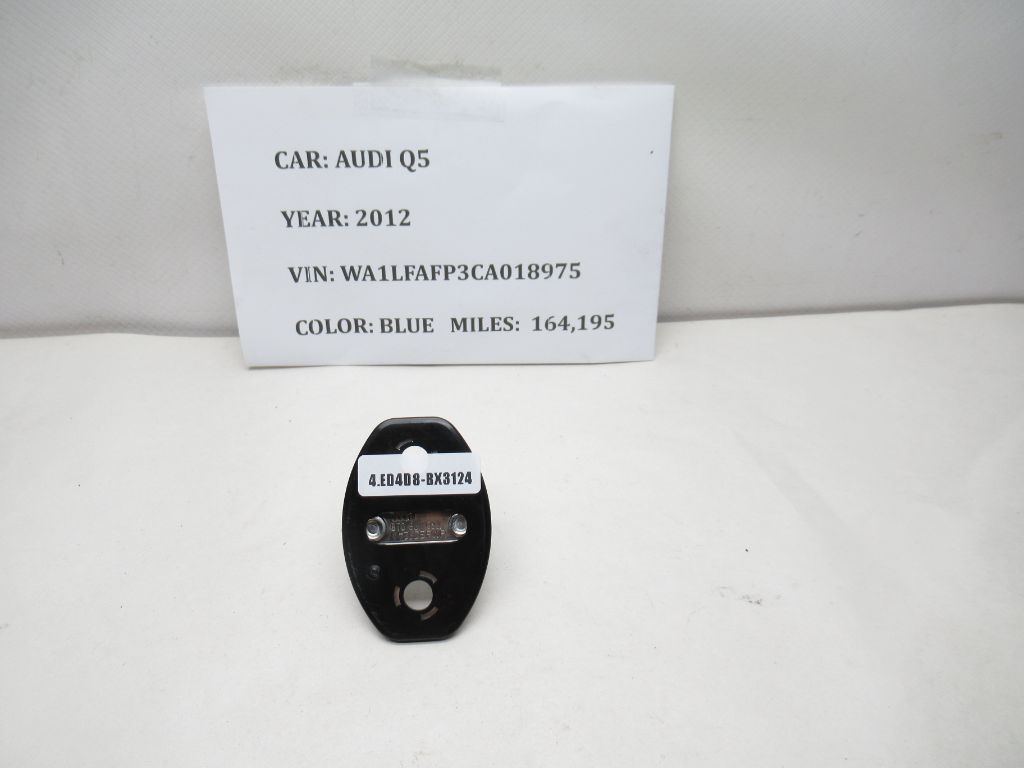 CAR: AUDI Q5
YEAR: 2012
VIN: WA1LFAFP3CA018975
COLOR: BLUE MILES: 164,195
4.ED4D8-BX3124